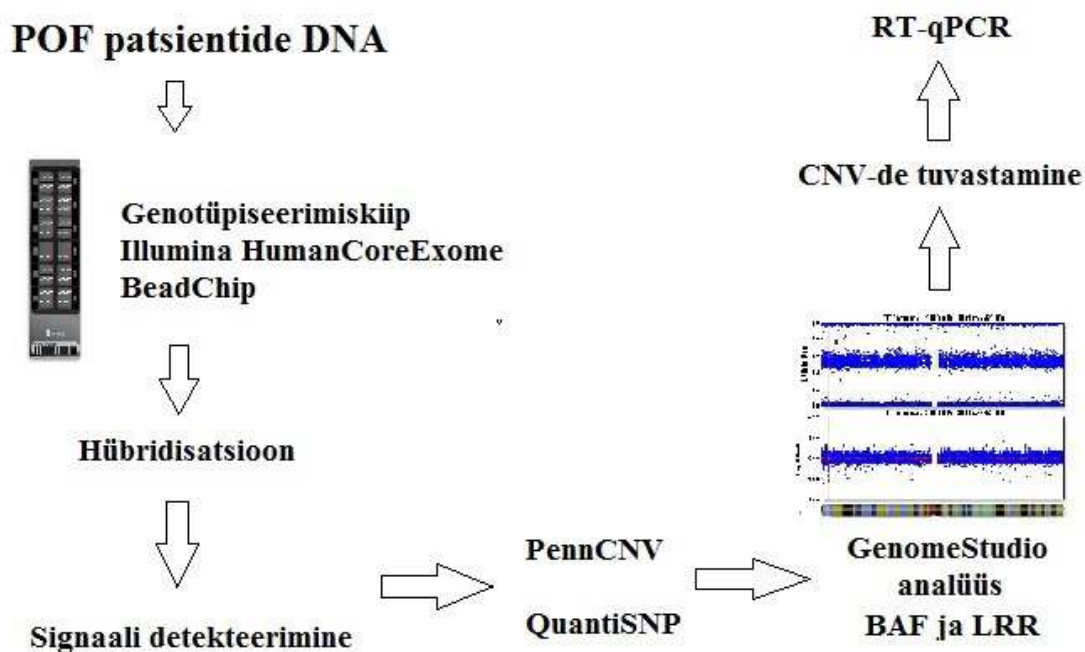 POF patsientide DNA
Genotüpiseerimiskiip
Illumina HumanCoreExome
BeadChip
Hübridisatsioon
Signaali detekteerimine
PennCNV
QuantiSNP
GenomeStudio
analüüs
BAF ja LRR
CNV-de tuvastamine
RT-qPCR